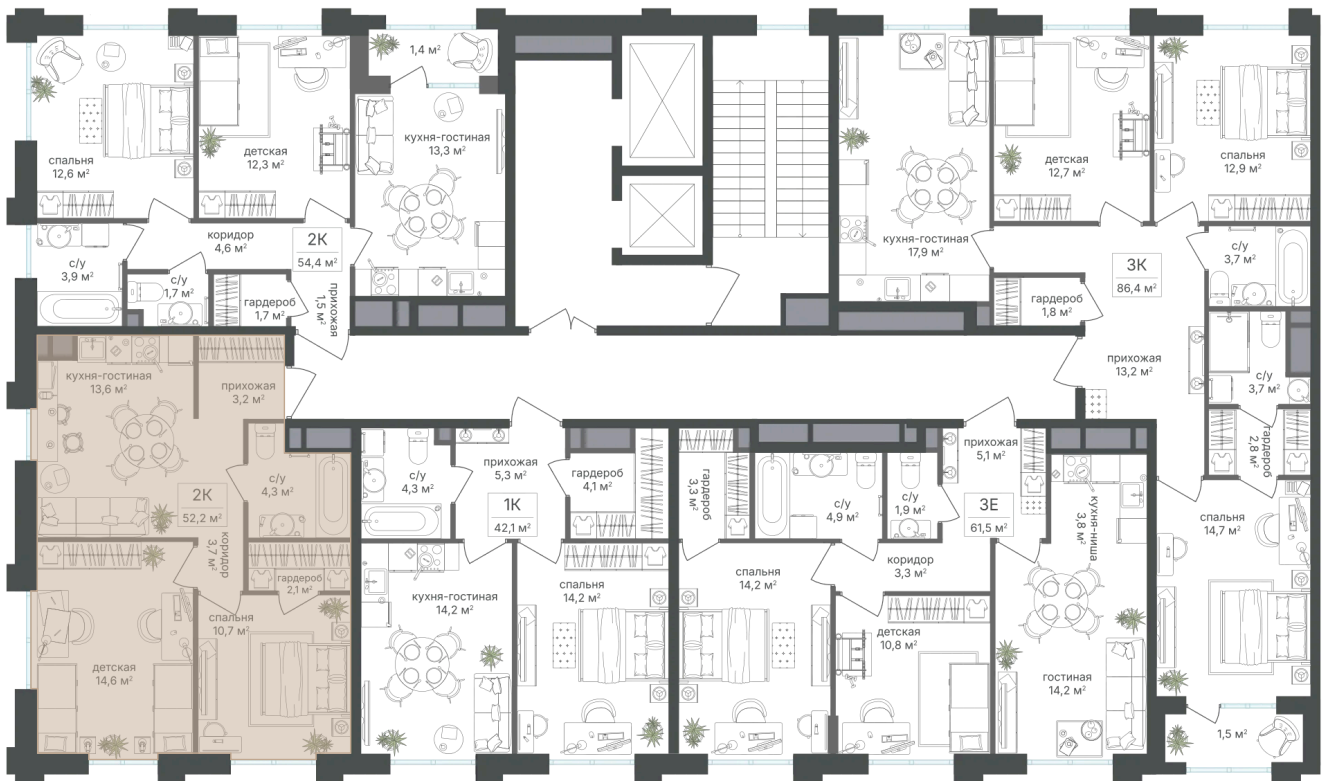 1,4 м²
спальня
12,6 м²
детская
12,3 м²
кухня-гостиная
13,3 м²
коридор
4,6 м²
2К
54,4 м²
с/у
3,9 м²
с/у
1,7 м²
гардероб
1,7 м²
прихожая
1,5 м²
кухня-гостиная
17,9 м²
детская
12,7 м²
спальня
12,9 м²
3К
86,4 м²
с/у
3,7 м²
гардероб
1,8 м²
прихожая
13,2 м²
с/у
3,7 м²
гардероб
2,8 м²
спальня
14,7 м²
1,5 м²
кухня-гостиная
13,6 м²
прихожая
3,2 м²
с/у
4,3 м²
2К
52,2 м²
коридор
3,7 м²
гардероб
2,1 м²
спальня
10,7 м²
детская
14,6 м²
с/у
4,3 м²
прихожая
5,3 м²
1К
42,1 м²
гардероб
4,1 м²
кухня-гостиная
14,2 м²
спальня
14,2 м²
гардероб
3,3 м²
с/у
4,9 м²
с/у
1,9 м²
прихожая
5,1 м²
3Е
61,5 м²
коридор
3,3 м²
спальня
14,2 м²
детская
10,8 м²
кухня-ниша
3,8 м²
гостиная
14,2 м²